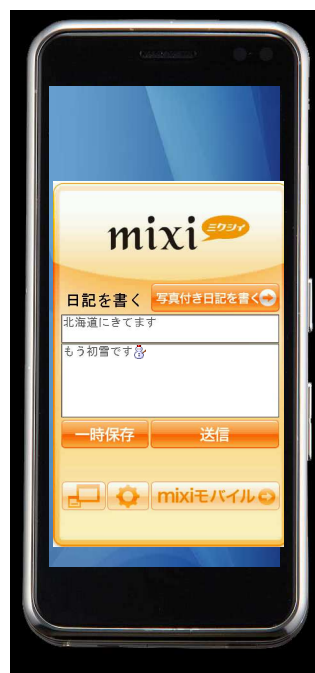 mixi ミクシィ
日記を書く 写真付き日記を書く
北海道にきてます
もう初雪です⛄
一時保存 送信
mixiモバイル